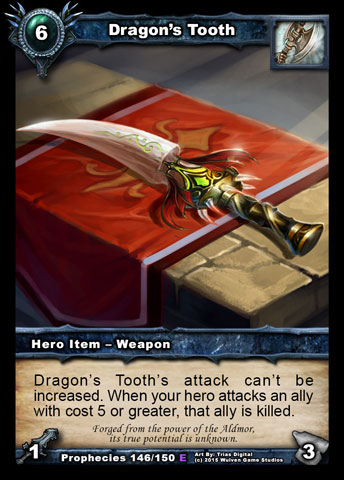 6
Dragon's Tooth
Hero Item – Weapon
Dragon's Tooth's attack can't be
increased. When your hero attacks an ally
with cost 5 or greater, that ally is killed.
Forged from the power of the Aldmor,
its true potential is unknown.
1
Prophecies 146/150 E
Art By: Trias Digital
(c) 2015 Wulven Game Studios
3